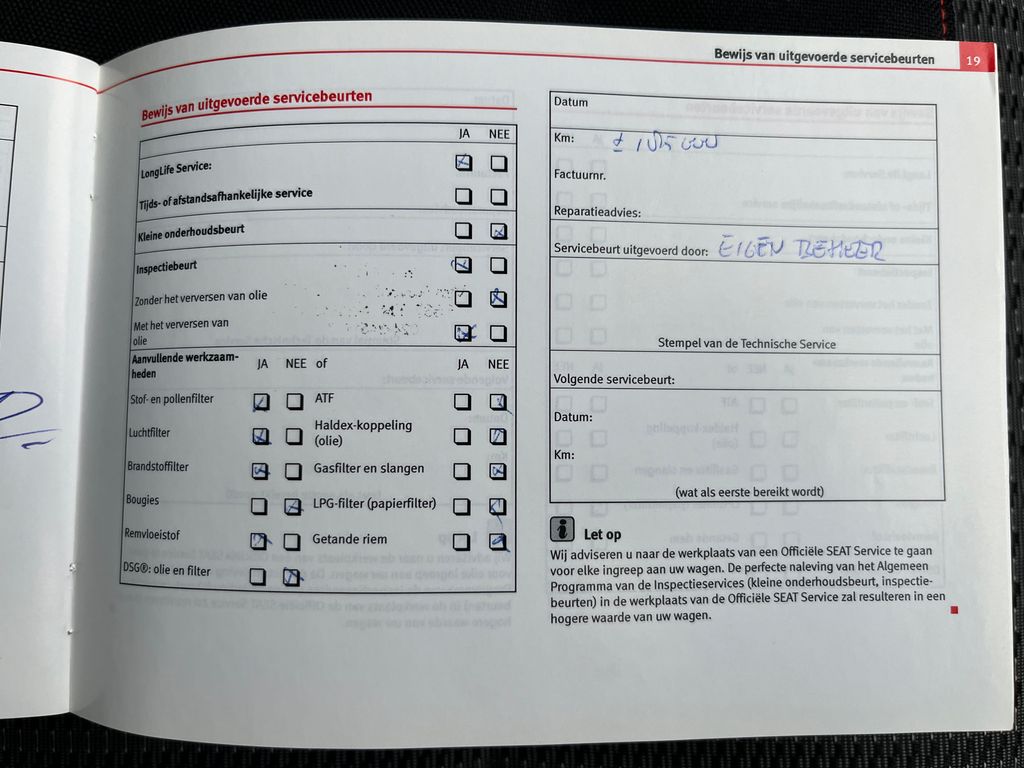 Bewijs van uitgevoerde servicebeurten 19
Bewijs van uitgevoerde servicebeurten
JA NEE
LongLife Service:
Tijds- of afstandsafhankelijke service
Kleine onderhoudsbeurt
Inspectiebeurt
Zonder het verversen van olie
Met het verversen van
olie
Aanvullende werkzaam-
heden
JA NEE of JA NEE
Stof- en pollenfilter ATF
Luchtfilter Haldex-koppeling
(olie)
Brandstoffilter Gasfilter en slangen
Bougies LPG-filter (papierfilter)
Remvloeistof Getande riem
DSG®: olie en filter
Datum
Km: ±
Factuurnr.
Reparatieadvies:
Servicebeurt uitgevoerd door: EIGEN BEHEER
Stempel van de Technische Service
Volgende servicebeurt:
Datum:
Km:
(wat als eerste bereikt wordt)
Let op
Wij adviseren u naar de werkplaats van een Officiële SEAT Service te gaan
voor elke ingreep aan uw wagen. De perfecte naleving van het Algemeen
Programma van de Inspectieservices (kleine onderhoudsbeurt, inspectie-
beurten) in de werkplaats van de Officiële SEAT Service zal resulteren in een
hogere waarde van uw wagen.